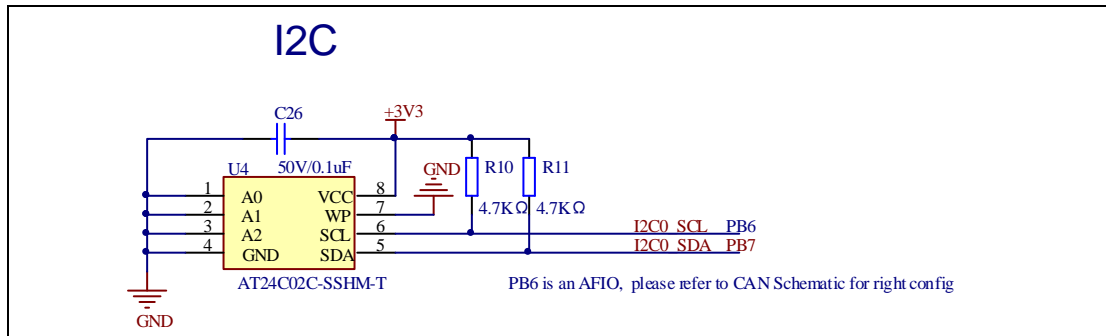 I2C
C26
+3V3
U4
50V/0.1uF
GND
R10
R11
1
A0
VCC
8
2
A1
WP
7
4.7KΩ
4.7KΩ
3
A2
SCL
6
I2C0_SCL
PB6
4
GND
SDA
5
I2C0_SDA
PB7
AT24C02C-SSHM-T
PB6 is an AFIO, please refer to CAN Schematic for right config
GND